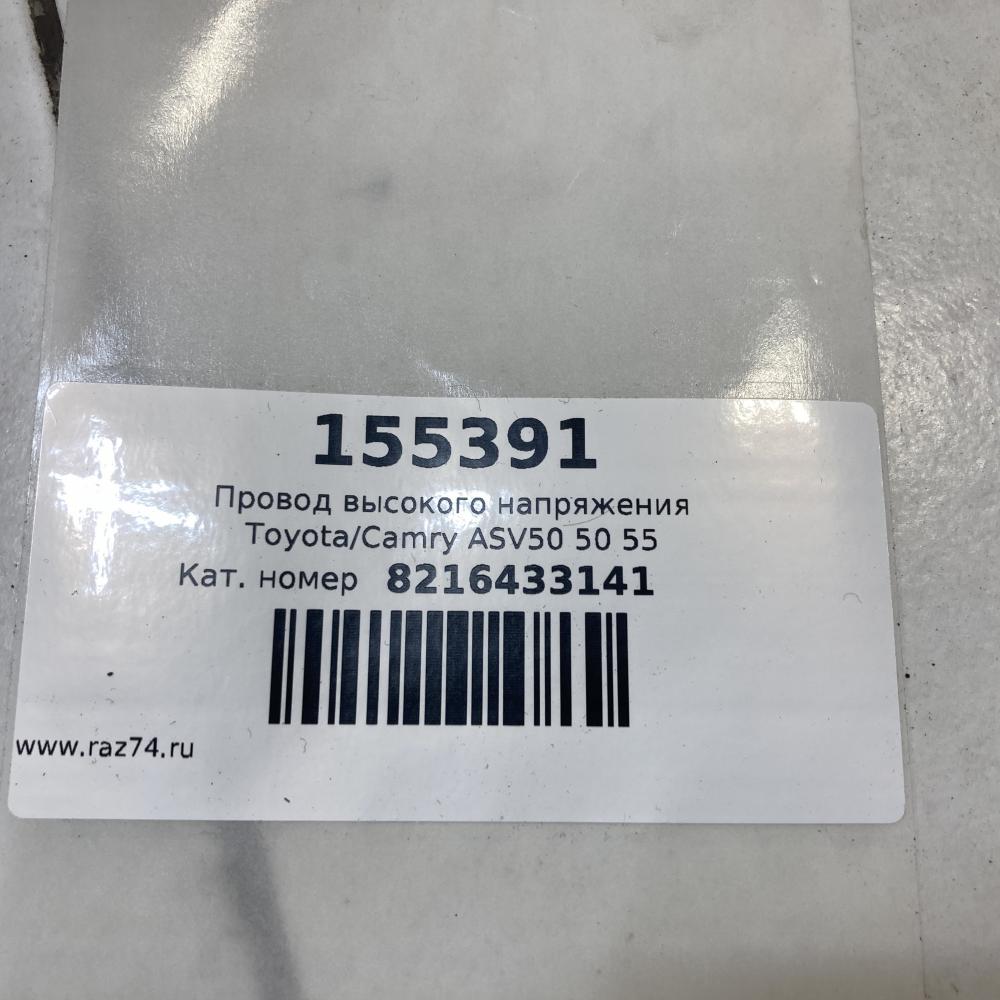 155391
Провод высокого напряжения
Toyota/Camry ASV50 50 55
Кат. номер 8216433141
www.raz74.ru